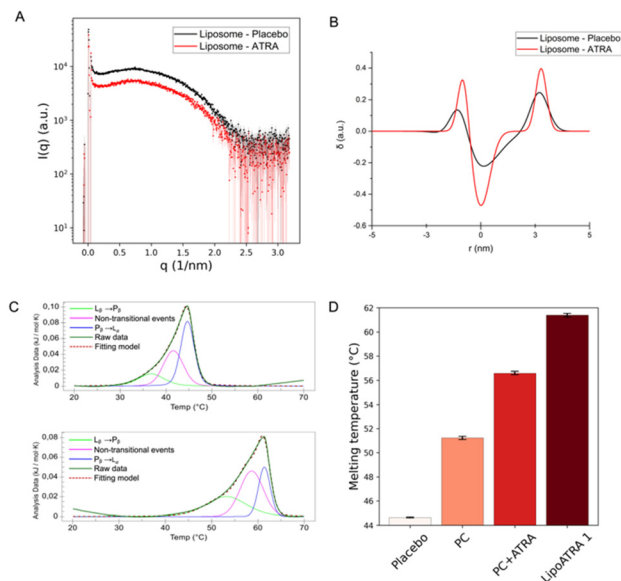 A
Liposome - Placebo
Liposome - ATRA
I(q) (a.u.)
10⁴
10³
10²
10¹
0.0 0.5 1.0 1.5 2.0 2.5 3.0
q (1/nm)
B
Liposome - Placebo
Liposome - ATRA
δ (a.u.)
0.4
0.2
0.0
-0.2
-0.4
-0.6
-5 -3 0 3 5
r (nm)
C
Analysis Data (kJ / mol·K)
0,10
0,08
0,06
0,04
0,02
0,00
Lβ →Pβ
Non-transitional events
Pβ →Lα
Raw data
Fitting model
20 30 40 50 60 70
Temp (°C)
Analysis Data (kJ / mol·K)
0,08
0,06
0,04
0,02
0,00
Lβ →Pβ
Non-transitional events
Pβ →Lα
Raw data
Fitting model
20 30 40 50 60 70
Temp (°C)
D
Melting temperature (°C)
62
60
58
56
54
52
50
48
46
44
Placebo
PC
PC+ATRA
LipoATRA 1